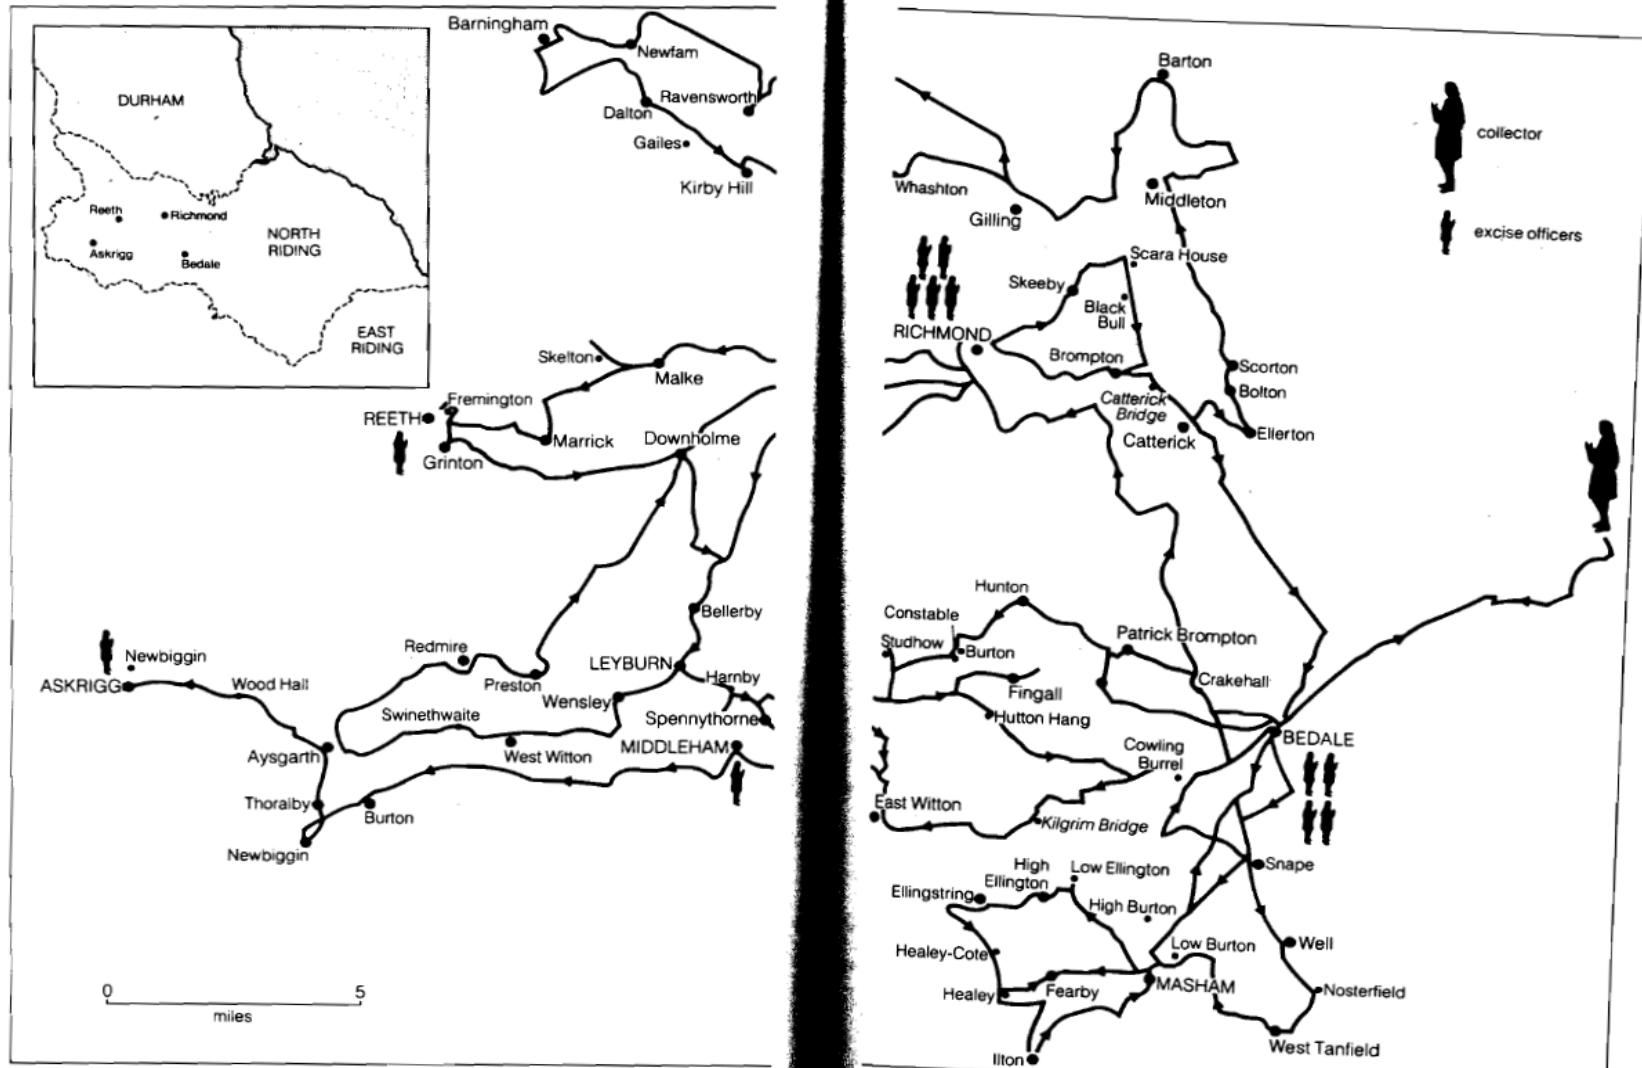 DURHAM
Reeth
Richmond
Askrigg
Bedale
NORTH
RIDING
EAST
RIDING
Barningham
Newfam
Ravensworth
Dalton
Gailes
Kirby Hill
Skelton
Malke
Fremington
REETH
Marrick
Downholme
Grinton
Bellerby
Redmire
LEYBURN
Harnby
Newbiggin
ASKRIGG
Wood Hall
Preston
Wensley
Spennythorne
Swinethwaite
West Witton
MIDDLEHAM
Aysgarth
Thoralby
Burton
Newbiggin
0 5
miles
Barton
collector
Whashton
Middleton
Gilling
excise officers
Scara House
Skeeby
Black
Bull
RICHMOND
Brompton
Scorton
Bolton
Catterick
Bridge
Catterick
Ellerton
Hunton
Constable
Burton
Studhow
Patrick Brompton
Crakehall
Fingall
Hutton Hang
BEDALE
Cowling
Burrel
East Witton
Kilgrim Bridge
High
Ellington
Low Ellington
Snape
Ellingstring
High Burton
Healey-Cote
Low Burton
Well
Healey
Fearby
MASHAM
Nosterfield
West Tanfield
Ilton